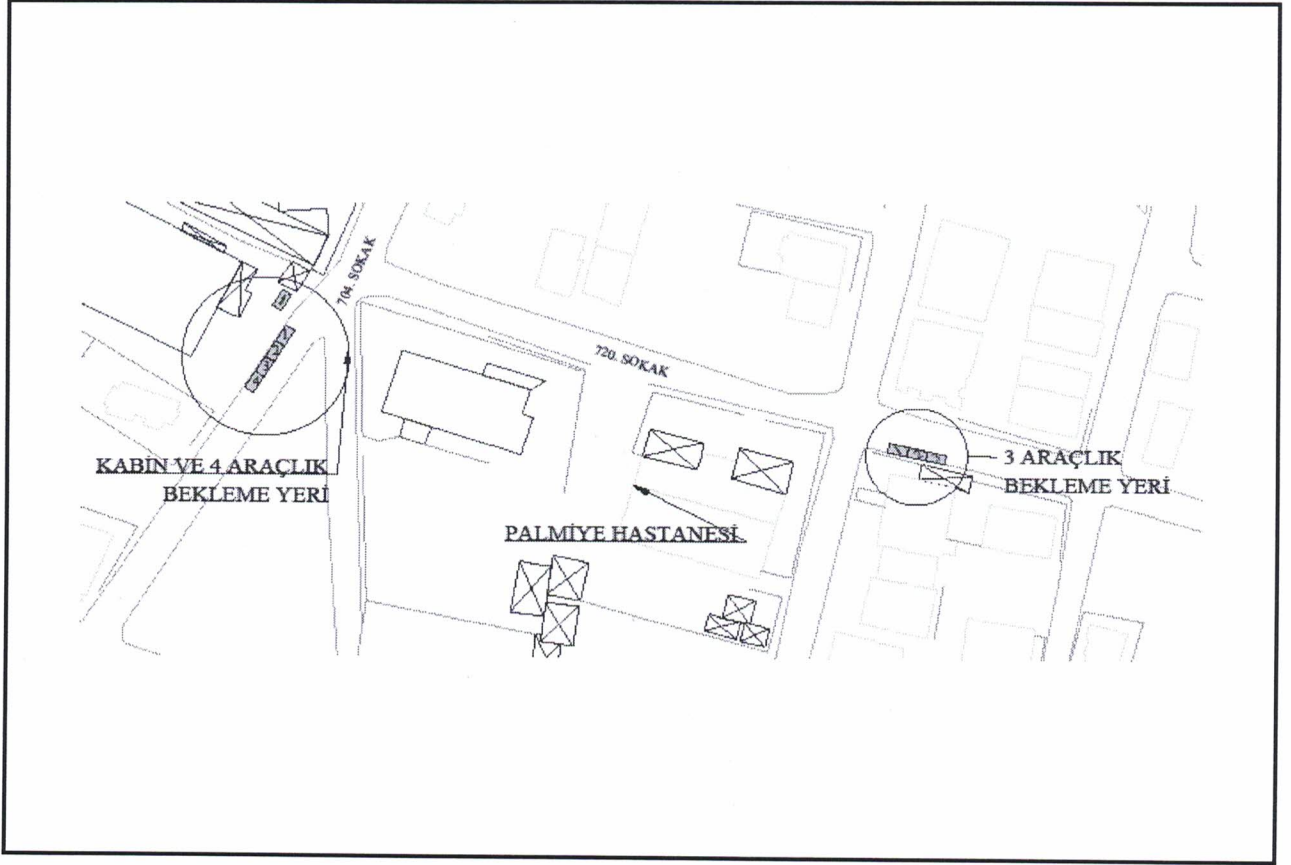 704. SOKAK
720. SOKAK
KABİN VE 4 ARAÇLIK
BEKLEME YERİ
3 ARAÇLIK
BEKLEME YERİ
PALMİYE HASTANESİ